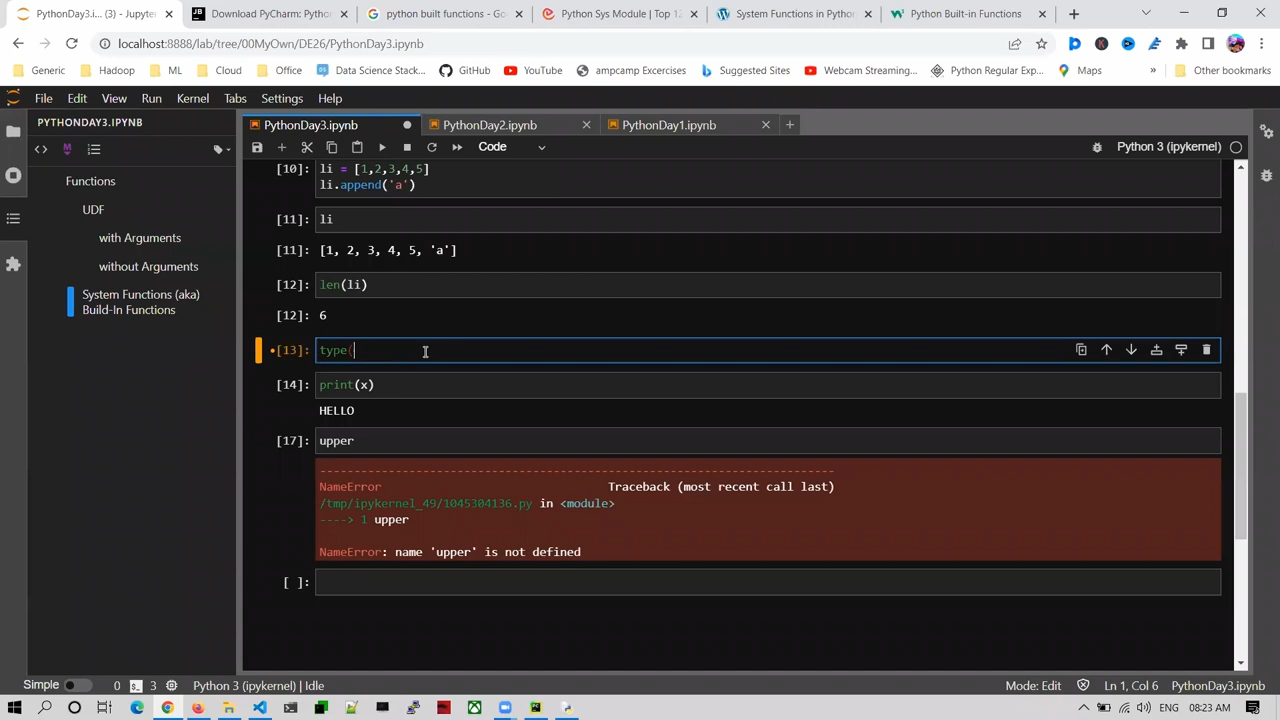 PythonDay3.i... (3) - Jupyter
Download PyCharm: Python
python built functions - Go
Python Sys Module | Top 12
System Functions in Python
Python Built-in Functions
localhost:8888/lab/tree/00MyOwn/DE26/PythonDay3.ipynb
Generic
Hadoop
ML
Cloud
Office
Data Science Stack...
GitHub
YouTube
ampcamp Excercises
Suggested Sites
Webcam Streaming...
Python Regular Exp...
Maps
»
Other bookmarks
File Edit View Run Kernel Tabs Settings Help
PYTHONDAY3.IPYNB
PythonDay3.ipynb
PythonDay2.ipynb
PythonDay1.ipynb
Code
Python 3 (ipykernel)
Functions
UDF
with Arguments
without Arguments
System Functions (aka)
Build-In Functions
[10]: li = [1,2,3,4,5]
li.append('a')
[11]: li
[11]: [1, 2, 3, 4, 5, 'a']
[12]: len(li)
[12]: 6
[13]: type(
[14]: print(x)
HELLO
[17]: upper
---------------------------------------------------------------------------
NameError Traceback (most recent call last)
/tmp/ipykernel_49/1045304136.py in <module>
----> 1 upper
NameError: name 'upper' is not defined
[ ]:
Simple 0 3 Python 3 (ipykernel) | Idle
Mode: Edit Ln 1, Col 6 PythonDay3.ipynb
ENG 08:23 AM